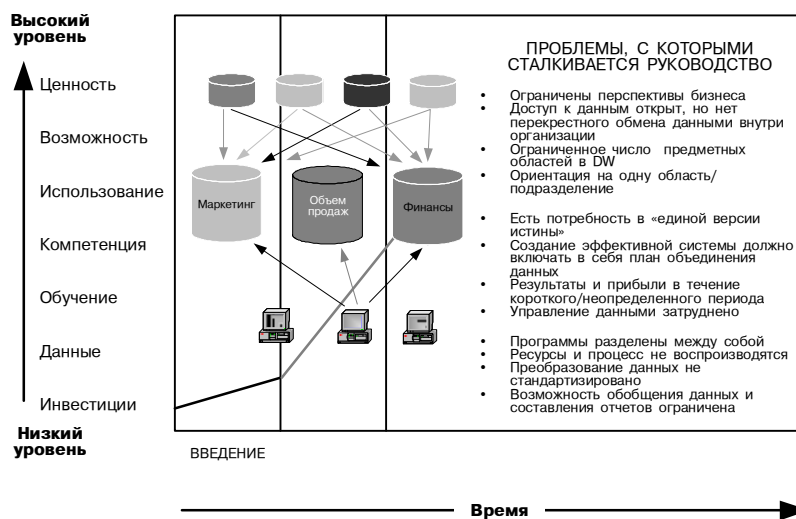 Высокий
уровень
Ценность
Возможность
Использование
Компетенция
Обучение
Данные
Инвестиции
Низкий
уровень
Маркетинг
Объем
продаж
Финансы
ПРОБЛЕМЫ, С КОТОРЫМИ
СТАЛКИВАЕТСЯ РУКОВОДСТВО
• Ограничены перспективы бизнеса
• Доступ к данным открыт, но нет
перекрестного обмена данными внутри
организации
• Ограниченное число предметных
областей в DW
• Ориентация на одну область/
подразделение
• Есть потребность в «единой версии
истины»
• Создание эффективной системы должно
включать в себя план объединения
данных
• Результаты и прибыли в течение
короткого/неопределенного периода
• Управление данными затруднено
• Программы разделены между собой
• Ресурсы и процесс не воспроизводятся
• Преобразование данных не
стандартизировано
• Возможность обобщения данных и
составления отчетов ограничена
ВВЕДЕНИЕ
Время